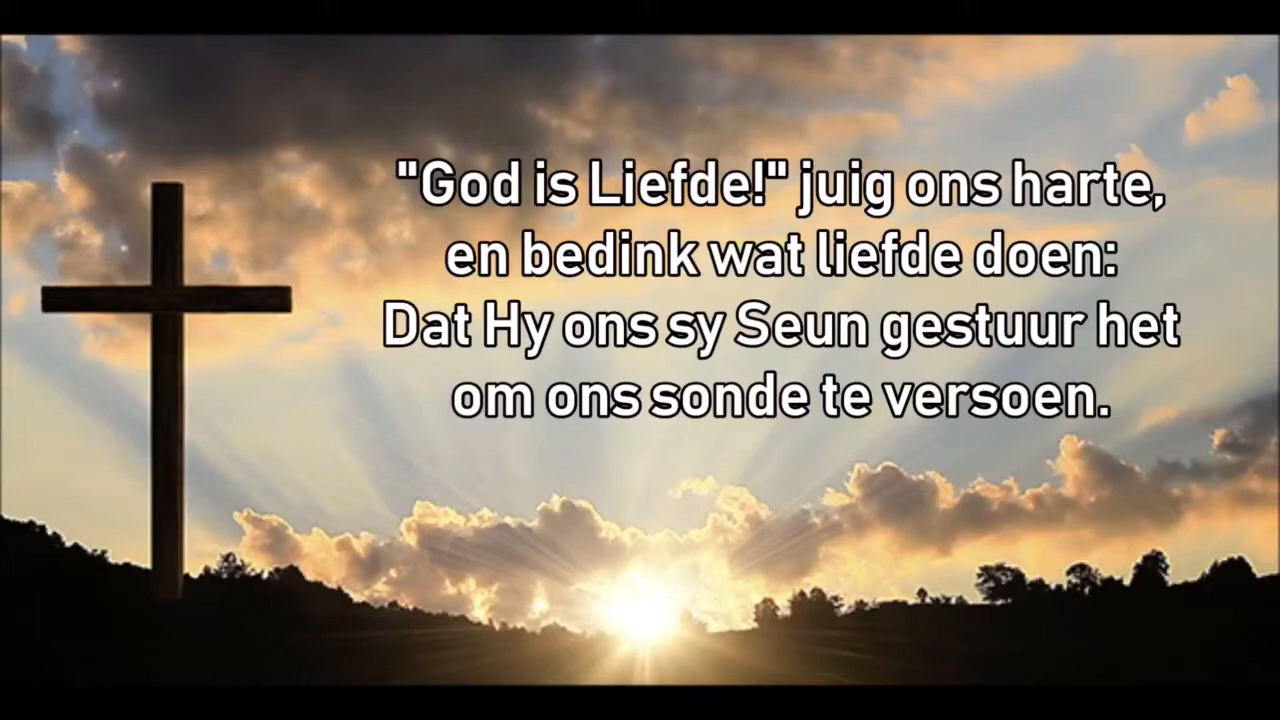 "God is Liefde!" juig ons harte,
en bedink wat liefde doen:
Dat Hy ons sy Seun gestuur het
om ons sonde te versoen.